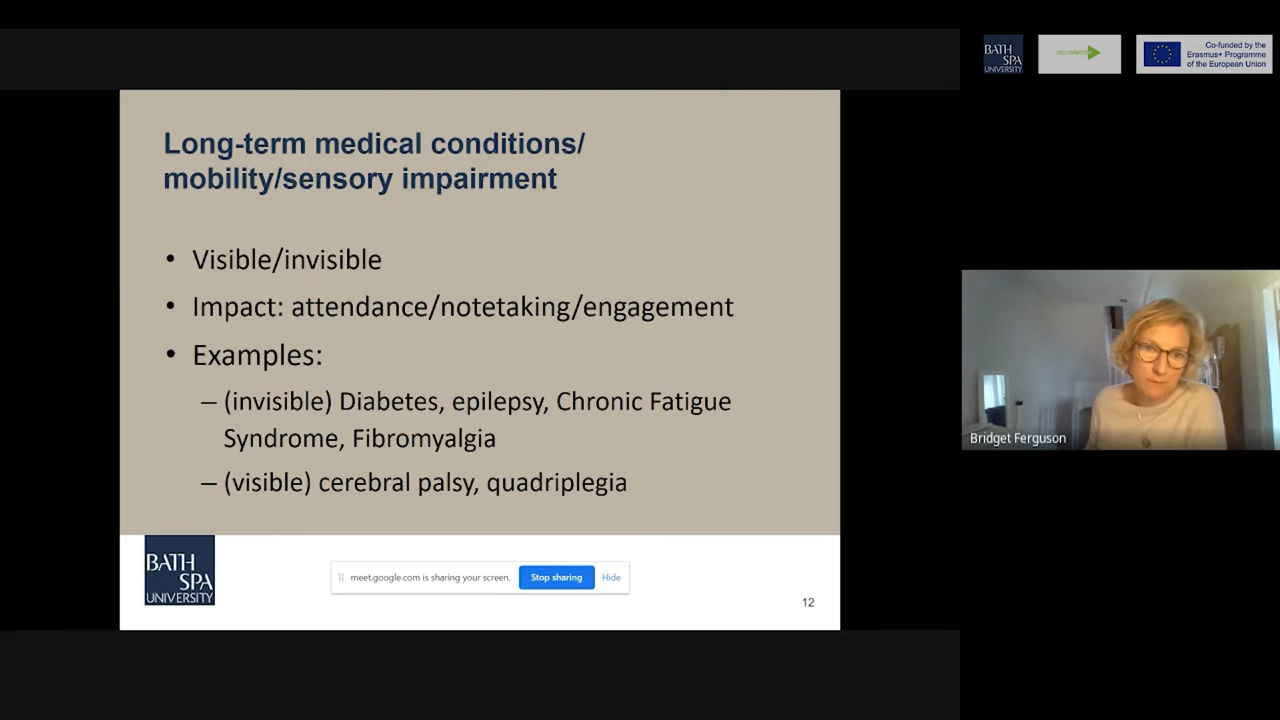 BATH
SPA
UNIVERSITY
accelerate
Co-funded by the
Erasmus+ Programme
of the European Union
Long-term medical conditions/
mobility/sensory impairment
• Visible/invisible
• Impact: attendance/notetaking/engagement
• Examples:
– (invisible) Diabetes, epilepsy, Chronic Fatigue
Syndrome, Fibromyalgia
– (visible) cerebral palsy, quadriplegia
Bridget Ferguson
BATH
SPA
UNIVERSITY
meet.google.com is sharing your screen.
Stop sharing
Hide
12